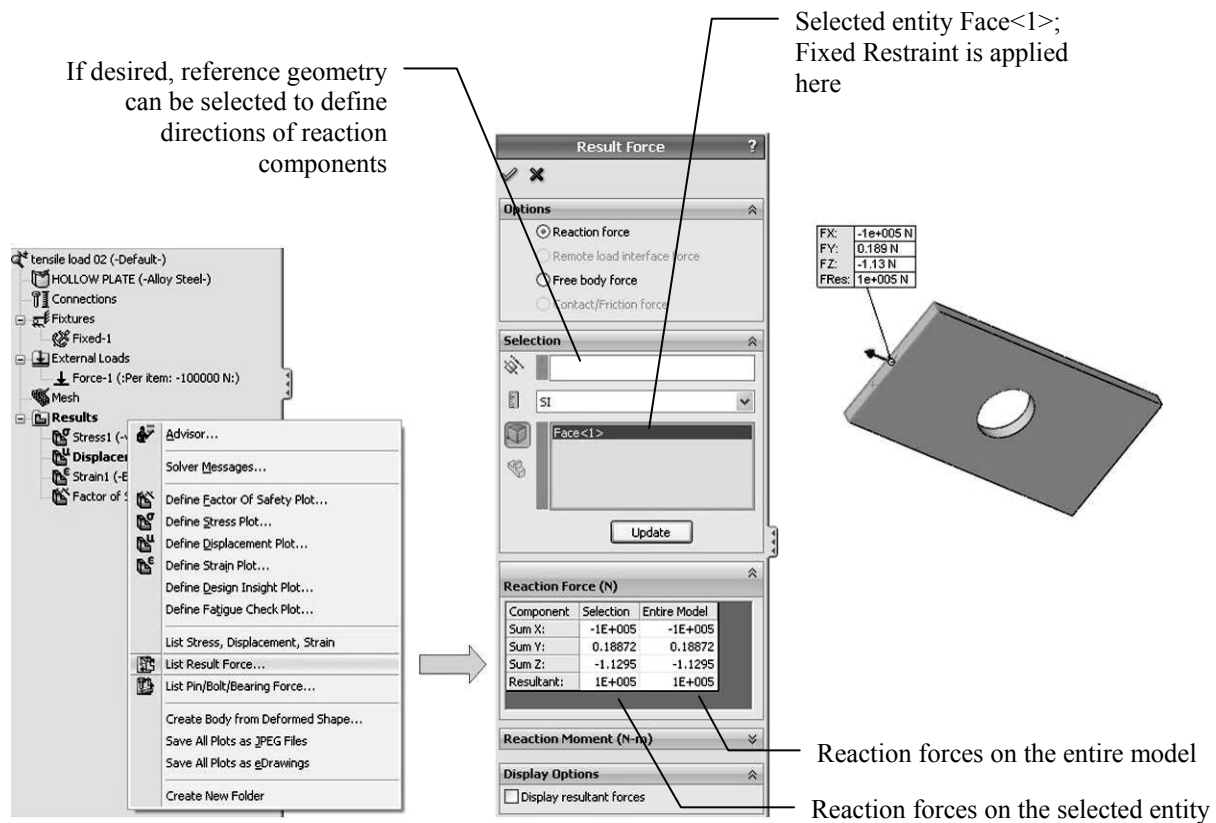 Selected entity Face<1>;
Fixed Restraint is applied
here
If desired, reference geometry
can be selected to define
directions of reaction
components
tensile load 02 (-Default-)
HOLLOW PLATE (-Alloy Steel-)
Connections
Fixtures
Fixed-1
External Loads
Force-1 (:Per item: -100000 N:)
Mesh
Results
Stress1 (-v
Displacer
Strain1 (-E
Factor of S
Advisor...
Solver Messages...
Define Factor Of Safety Plot...
Define Stress Plot...
Define Displacement Plot...
Define Strain Plot...
Define Design Insight Plot...
Define Fatigue Check Plot...
List Stress, Displacement, Strain
List Result Force...
List Pin/Bolt/Bearing Force...
Create Body from Deformed Shape...
Save All Plots as JPEG Files
Save All Plots as eDrawings
Create New Folder
Result Force ?
Options
Reaction force
Remote load interface force
Free body force
Contact/Friction force
Selection
SI
Face<1>
Update
Reaction Force (N)
Component Selection Entire Model
Sum X: -1E+005 -1E+005
Sum Y: 0.18872 0.18872
Sum Z: -1.1295 -1.1295
Resultant: 1E+005 1E+005
Reaction Moment (N-m)
Display Options
Display resultant forces
FX: -1e+005 N
FY: 0.189 N
FZ: -1.13 N
FRes: 1e+005 N
Reaction forces on the entire model
Reaction forces on the selected entity